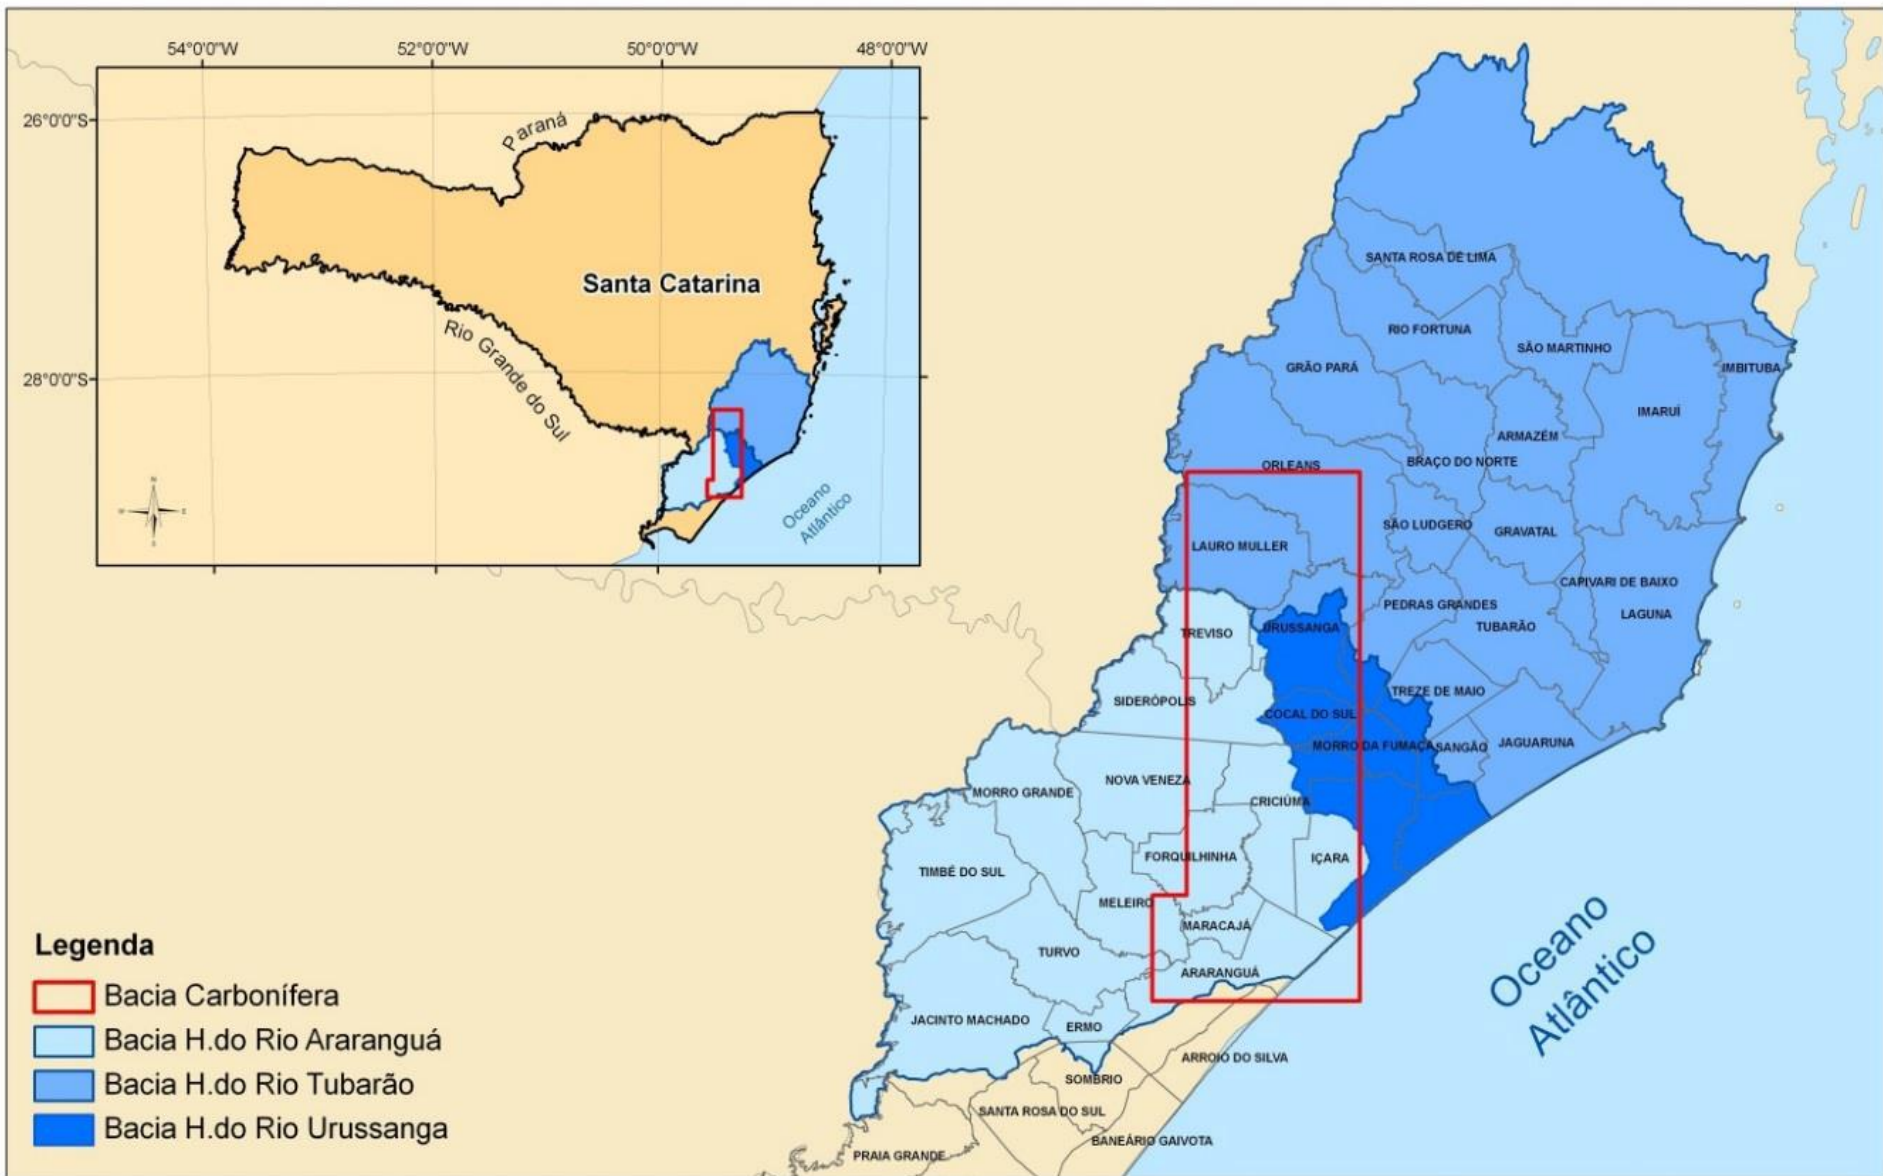 54°0'0"W
52°0'0"W
50°0'0"W
48°0'0"W
26°0'0"S
28°0'0"S
Paraná
Santa Catarina
Rio Grande do Sul
Oceano
Atlântico
N
W
E
S
SANTA ROSA DE LIMA
RIO FORTUNA
SÃO MARTINHO
GRÃO PARÁ
IMBITUBA
IMARUÍ
ARMAZÉM
ORLEANS
BRAÇO DO NORTE
SÃO LUDGERO
GRAVATAL
LAURO MULLER
CAPIVARI DE BAIXO
PEDRAS GRANDES
LAGUNA
TUBARÃO
URUSSANGA
TREVISO
TREZE DE MAIO
SIDERÓPOLIS
COCAL DO SUL
MORRO DA FUMAÇA
SANGÃO
JAGUARUNA
NOVA VENEZA
MORRO GRANDE
CRICIÚMA
FORQUILHINHA
IÇARA
TIMBÉ DO SUL
MELEIRO
MARACAJÁ
TURVO
ARARANGUÁ
JACINTO MACHADO
ERMO
ARROIO DO SILVA
SOMBRIO
SANTA ROSA DO SUL
BANEÁRIO GAIVOTA
PRAIA GRANDE
Oceano
Atlântico
Legenda
Bacia Carbonífera
Bacia H.do Rio Araranguá
Bacia H.do Rio Tubarão
Bacia H.do Rio Urussanga